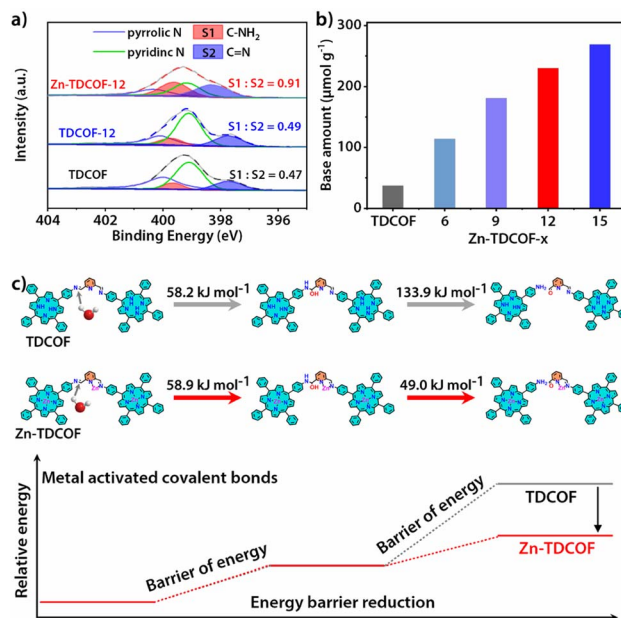 a)
pyrrolic N
S1
C-NH₂
pyridinc N
S2
C=N
Zn-TDCOF-12
S1 : S2 = 0.91
TDCOF-12
S1 : S2 = 0.49
TDCOF
S1 : S2 = 0.47
Intensity (a.u.)
404
400
398
396
Binding Energy (eV)
b)
Base amount (μmol g⁻¹)
300
200
100
0
TDCOF
6
9
12
15
Zn-TDCOF-x
c)
58.2 kJ mol⁻¹
133.9 kJ mol⁻¹
TDCOF
58.9 kJ mol⁻¹
49.0 kJ mol⁻¹
Zn-TDCOF
Relative energy
Metal activated covalent bonds
Barrier of energy
Barrier of energy
TDCOF
Zn-TDCOF
Energy barrier reduction